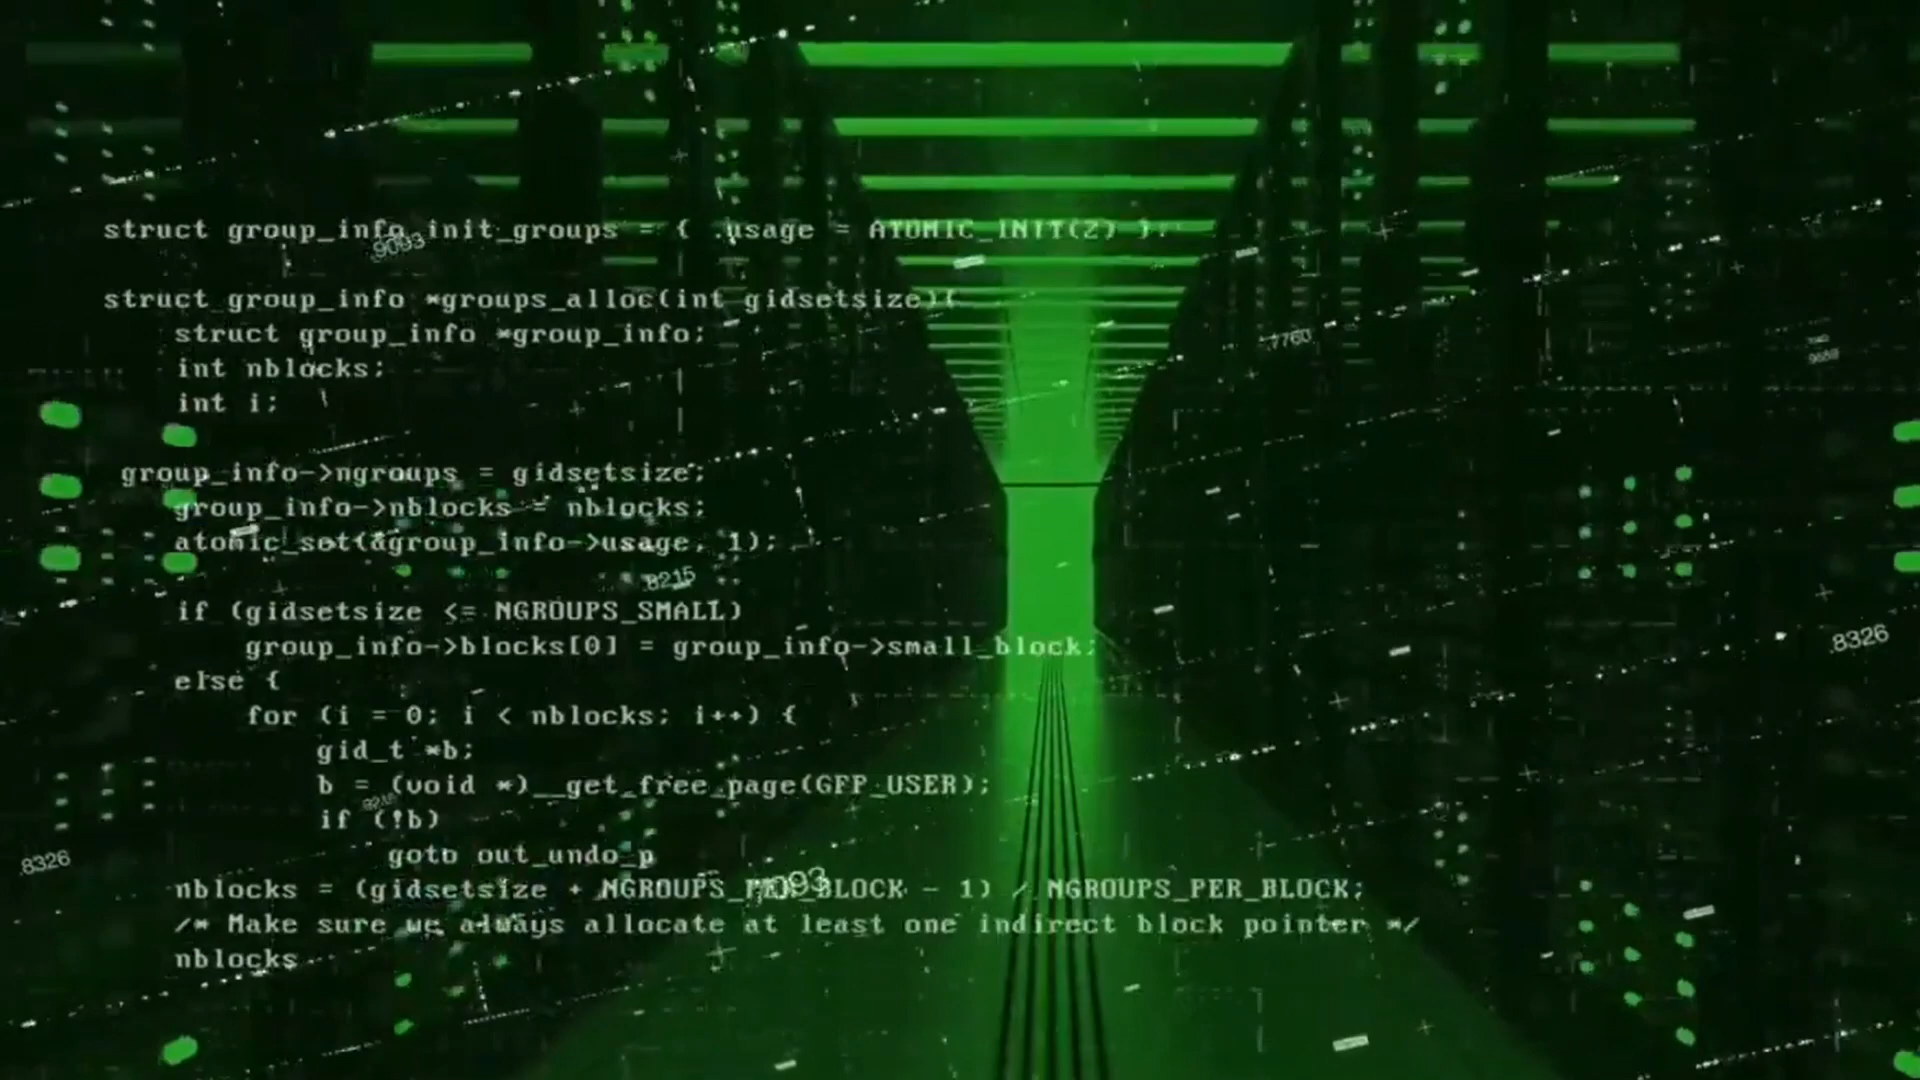 struct group_info init_groups = { .usage = ATOMIC_INIT(2) };
struct group_info *groups_alloc(int gidsetsize){
struct group_info *group_info;
int nblocks;
int i;
group_info->ngroups = gidsetsize;
group_info->nblocks = nblocks;
atomic_set(&group_info->usage, 1);
if (gidsetsize <= NGROUPS_SMALL)
group_info->blocks[0] = group_info->small_block;
else {
for (i = 0; i < nblocks; i++) {
gid_t *b;
b = (void *)__get_free_page(GFP_USER);
if (!b)
goto out_undo_p
nblocks = (gidsetsize + NGROUPS_PER_BLOCK - 1) / NGROUPS_PER_BLOCK;
/* Make sure we always allocate at least one indirect block pointer */
nblocks
.9093
.7760
.8215
.8326
.8326